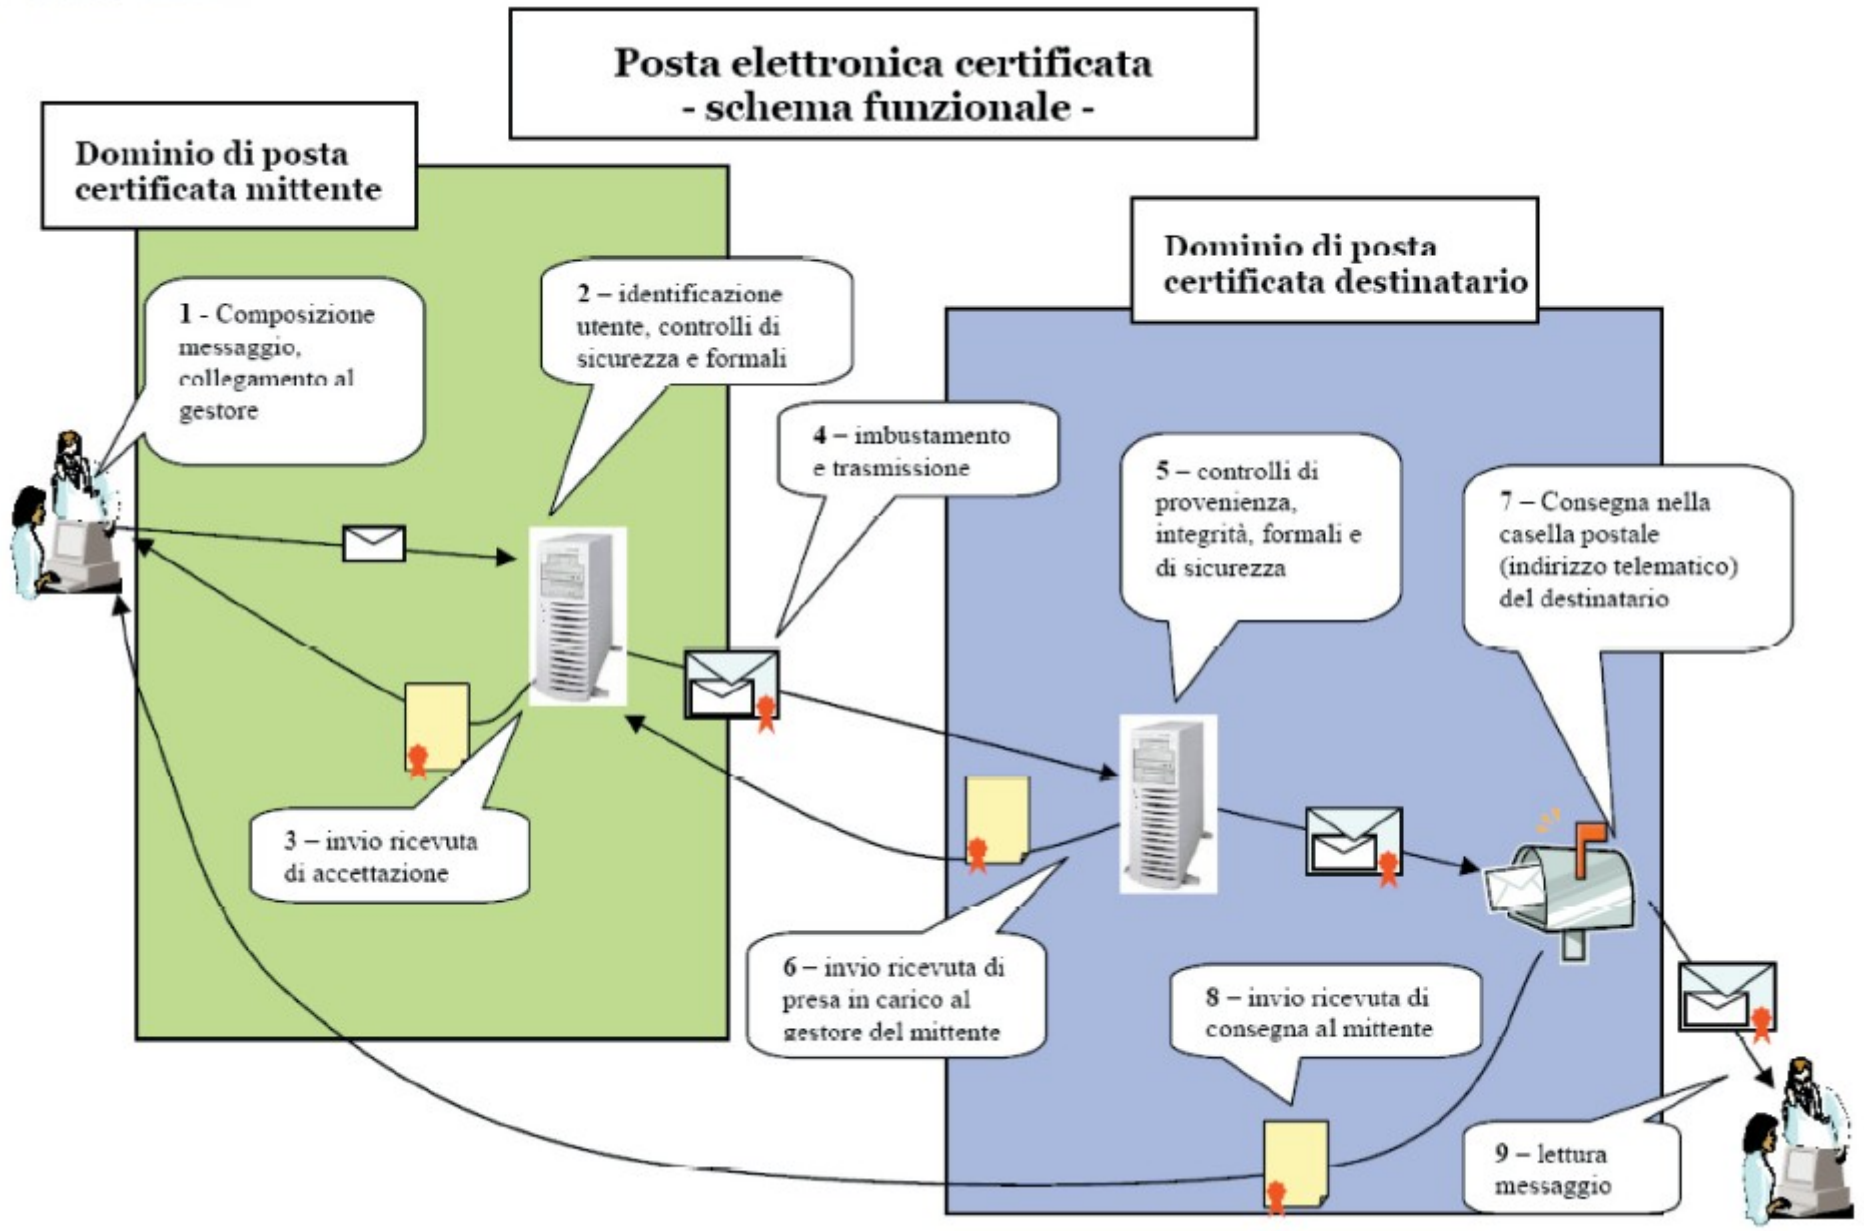 Posta elettronica certificata
- schema funzionale -
Dominio di posta
certificata mittente
Dominio di posta
certificata destinatario
1 - Composizione
messaggio,
collegamento al
gestore
2 – identificazione
utente, controlli di
sicurezza e formali
3 – invio ricevuta
di accettazione
4 – imbustamento
e trasmissione
5 – controlli di
provenienza,
integrità, formali e
di sicurezza
6 – invio ricevuta di
presa in carico al
gestore del mittente
7 – Consegna nella
casella postale
(indirizzo telematico)
del destinatario
8 – invio ricevuta di
consegna al mittente
9 – lettura
messaggio